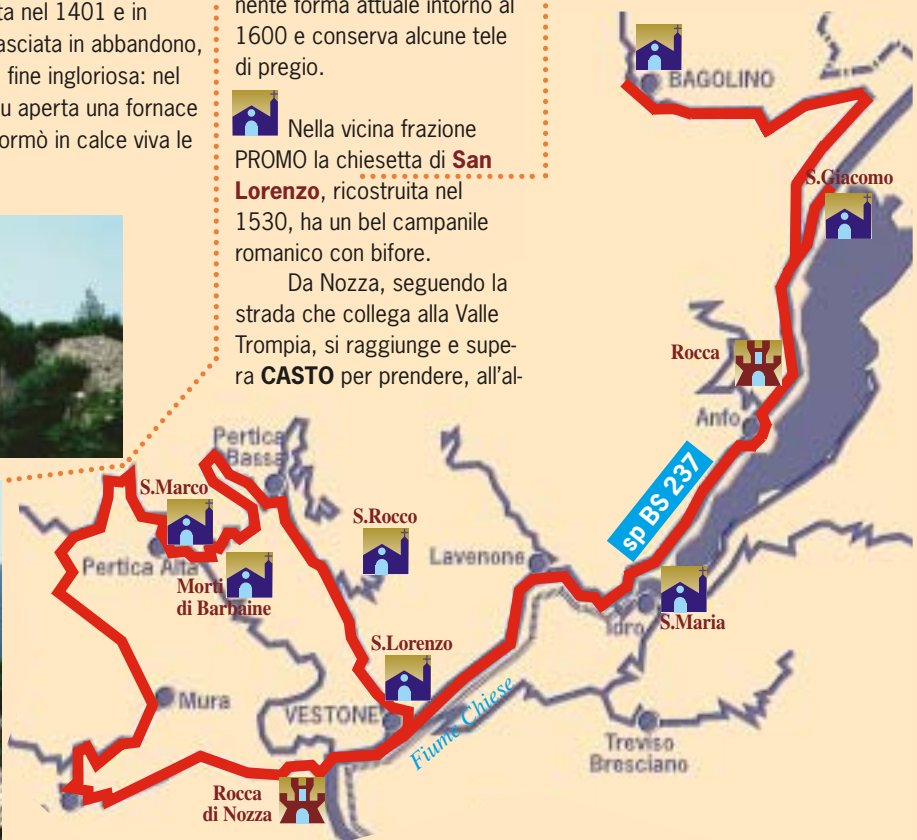 ta nel 1401 e in
asciata in abbandono,
fine ingloriosa: nel
u aperta una fornace
ormò in calce viva le
nente forma attuale intorno al
1600 e conserva alcune tele
di pregio.
Nella vicina frazione
PROMO la chiesetta di San
Lorenzo, ricostruita nel
1530, ha un bel campanile
romanico con bifore.
Da Nozza, seguendo la
strada che collega alla Valle
Trompia, si raggiunge e supe-
ra CASTO per prendere, all'al-
BAGOLINO
S.Giacomo
Rocca
Anfo
sp BS 237
Pertica
Bassa
S.Marco
Pertica Alta
Morti
di Barbaine
S.Rocco
Lavenone
Idro
S.Maria
S.Lorenzo
Mura
VESTONE
Fiume Chiese
Treviso
Bresciano
Rocca
di Nozza